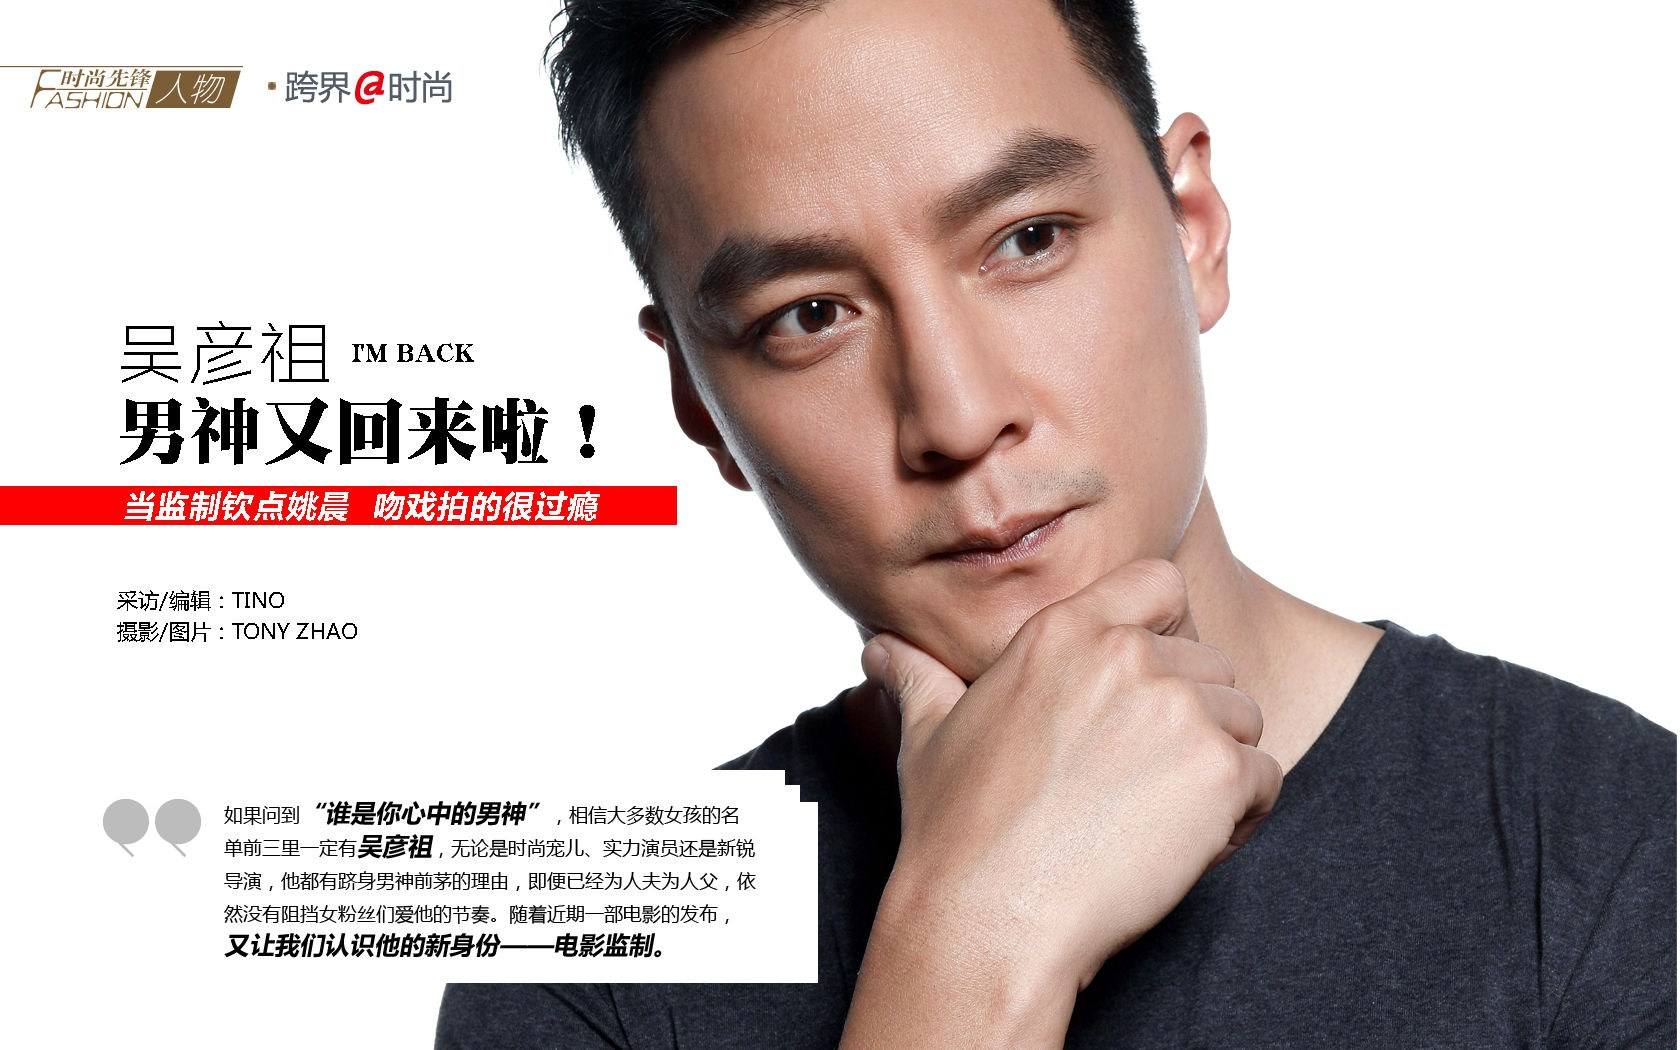 时尚先锋
FASHION 人物 ·跨界@时尚
吴彦祖 I'M BACK
男神又回来啦！
当监制钦点姚晨 吻戏拍的很过瘾
采访/编辑：TINO
摄影/图片：TONY ZHAO
如果问到“谁是你心中的男神”，相信大多数女孩的名
单前三里一定有吴彦祖，无论是时尚宠儿、实力演员还是新锐
导演，他都有跻身男神前茅的理由，即便已经为人夫为人父，依
然没有阻挡女粉丝们爱他的节奏。随着近期一部电影的发布，
又让我们认识他的新身份——电影监制。